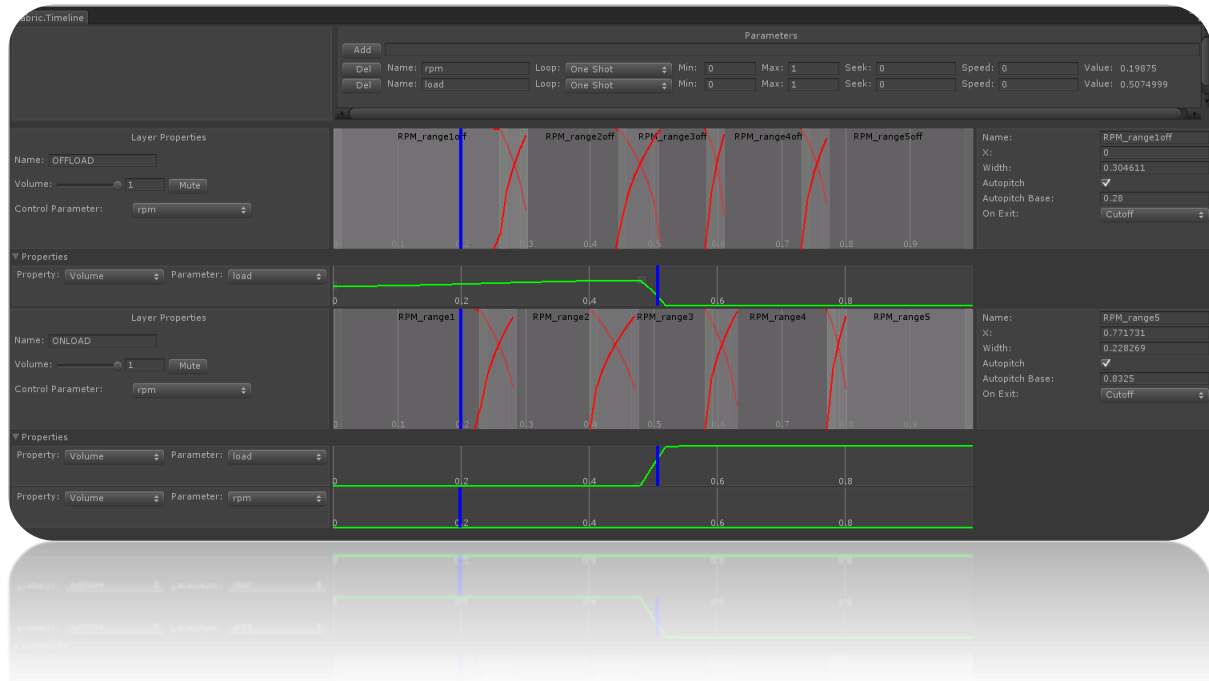 abric.Timeline
Parameters
Add
Del Name: rpm Loop: One Shot Min: 0 Max: 1 Seek: 0 Speed: 0 Value: 0.19875
Del Name: load Loop: One Shot Min: 0 Max: 1 Seek: 0 Speed: 0 Value: 0.5074999
Layer Properties
Name: OFFLOAD
Volume: 1 Mute
Control Parameter: rpm
RPM_range1off RPM_range2off RPM_range3off RPM_range4off RPM_range5off
0 0.1 0.2 0.3 0.4 0.5 0.6 0.7 0.8 0.9
Name: RPM_range1off
X: 0
Width: 0.304611
Autopitch
Autopitch Base: 0.28
On Exit: Cutoff
Properties
Property: Volume Parameter: load
0 0.2 0.4 0.6 0.8
Layer Properties
Name: ONLOAD
Volume: 1 Mute
Control Parameter: rpm
RPM_range1 RPM_range2 RPM_range3 RPM_range4 RPM_range5
0 0.1 0.2 0.3 0.4 0.5 0.6 0.7 0.8 0.9
Name: RPM_range5
X: 0.771731
Width: 0.228269
Autopitch
Autopitch Base: 0.8325
On Exit: Cutoff
Properties
Property: Volume Parameter: load
0 0.4 0.6 0.8
Property: Volume Parameter: rpm
0 0.2 0.4 0.6 0.8